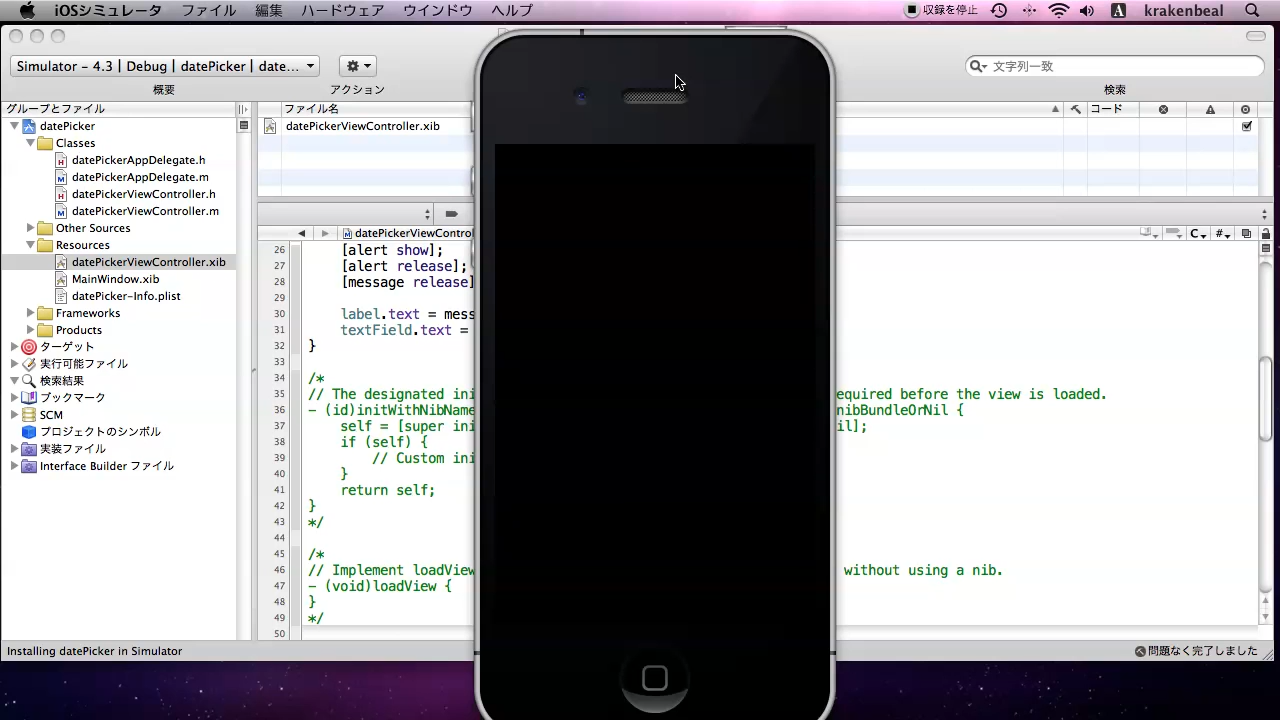 iOSシミュレータ ファイル 編集 ハードウェア ウインドウ ヘルプ 収録を停止 A krakenbeal
Simulator – 4.3 | Debug | datePicker | date... 文字列一致
概要 アクション 検索
グループとファイル ファイル名 コード
datePicker datePickerViewController.xib
Classes
datePickerAppDelegate.h
datePickerAppDelegate.m
datePickerViewController.h
datePickerViewController.m
Other Sources
Resources
datePickerViewController.xib
MainWindow.xib
datePicker-Info.plist
Frameworks
Products
ターゲット
実行可能ファイル
検索結果
ブックマーク
SCM
プロジェクトのシンボル
実装ファイル
Interface Builder ファイル
datePickerViewControl C #
26 [alert show];
27 [alert release];
28 [message release]
29
30 label.text = mess
31 textField.text =
32 }
33
34 /*
35 // The designated ini equired before the view is loaded.
36 - (id)initWithNibName nibBundleOrNil {
37 self = [super ini il];
38 if (self) {
39 // Custom ini
40 }
41 return self;
42 }
43 */
44
45 /*
46 // Implement loadView without using a nib.
47 - (void)loadView {
48 }
49 */
50
Installing datePicker in Simulator 問題なく完了しました